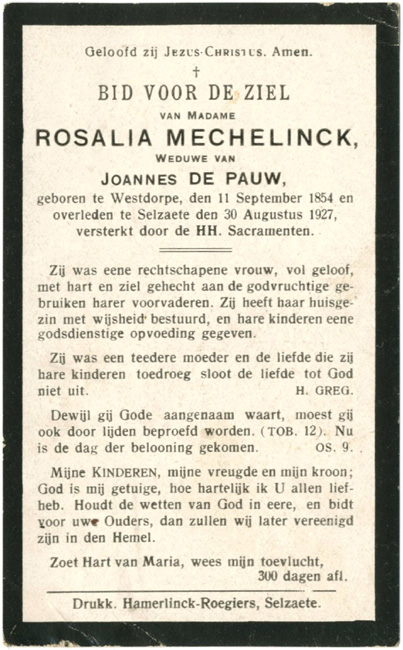 Geloofd zij JEZUS-CHRISTUS. Amen.
†
BID VOOR DE ZIEL
VAN MADAME
ROSALIA MECHELINCK,
WEDUWE VAN
JOANNES DE PAUW,
geboren te Westdorpe, den 11 September 1854 en
overleden te Selzaete den 30 Augustus 1927,
versterkt door de HH. Sacramenten.
Zij was eene rechtschapene vrouw, vol geloof,
met hart en ziel gehecht aan de godvruchtige ge-
bruiken harer voorvaderen. Zij heeft haar huisge-
zin met wijsheid bestuurd, en hare kinderen eene
godsdienstige opvoeding gegeven.
Zij was een teedere moeder en de liefde die zij
hare kinderen toedroeg sloot de liefde tot God
niet uit. H. GREG.
Dewijl gij Gode aangenaam waart, moest gij
ook door lijden beproefd worden. (TOB. 12). Nu
is de dag der belooning gekomen. OS. 9.
Mijne KINDEREN, mijne vreugde en mijn kroon;
God is mij getuige, hoe hartelijk ik U allen lief-
heb. Houdt de wetten van God in eere, en bidt
voor uwe Ouders, dan zullen wij later vereenigd
zijn in den Hemel.
Zoet Hart van Maria, wees mijn toevlucht,
300 dagen afl.
Drukk. Hamerlinck-Roegiers, Selzaete.